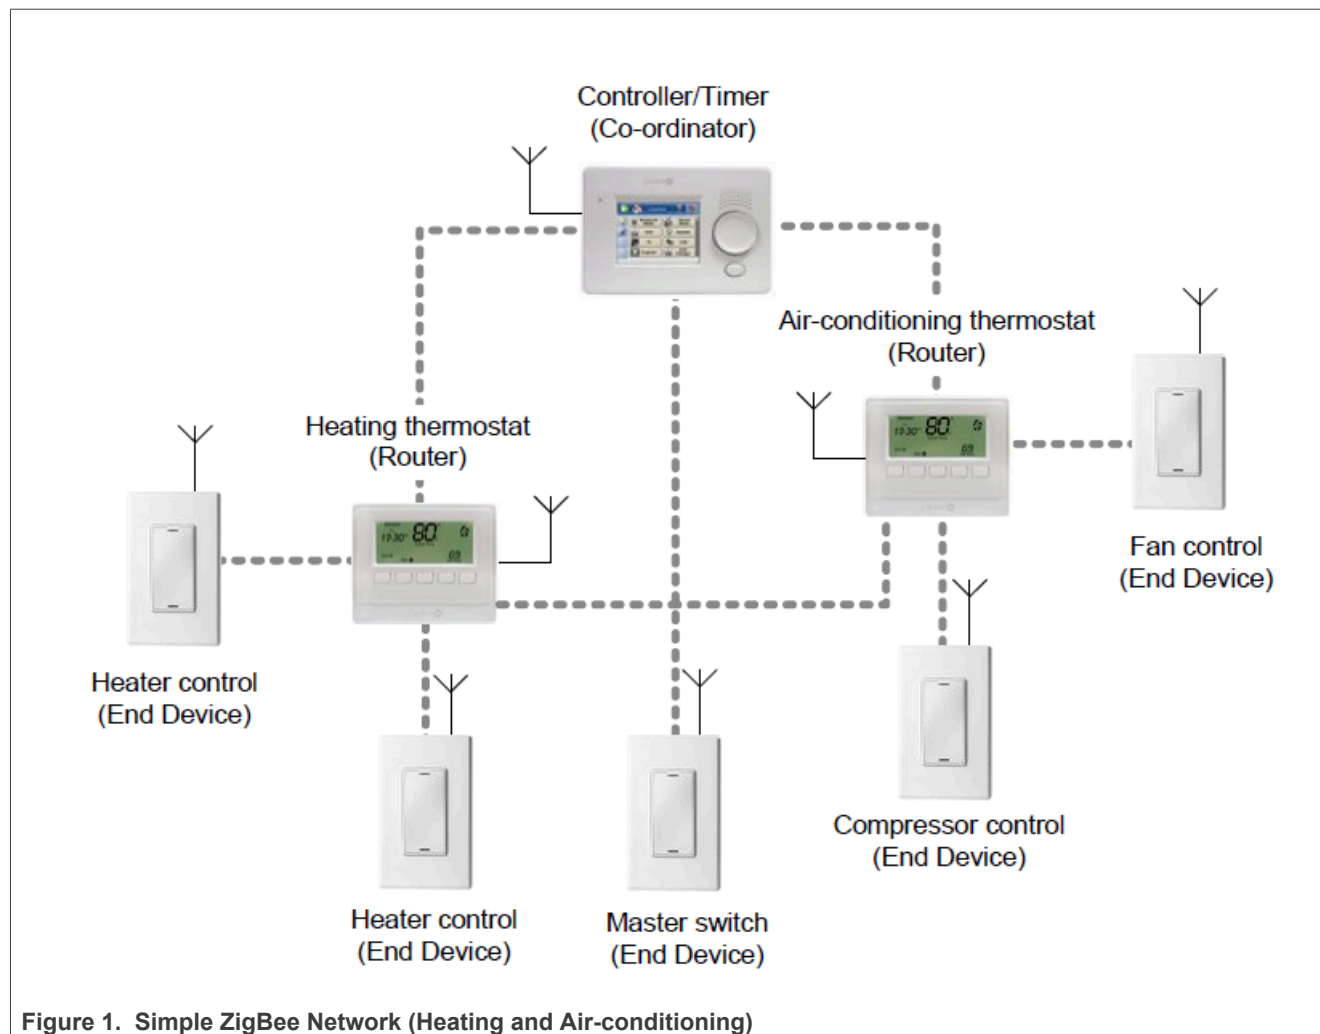 Controller/Timer
(Co-ordinator)
Air-conditioning thermostat
(Router)
Heating thermostat
(Router)
80
80
Fan control
(End Device)
Heater control
(End Device)
Compressor control
(End Device)
Heater control
(End Device)
Master switch
(End Device)
Figure 1. Simple ZigBee Network (Heating and Air-conditioning)